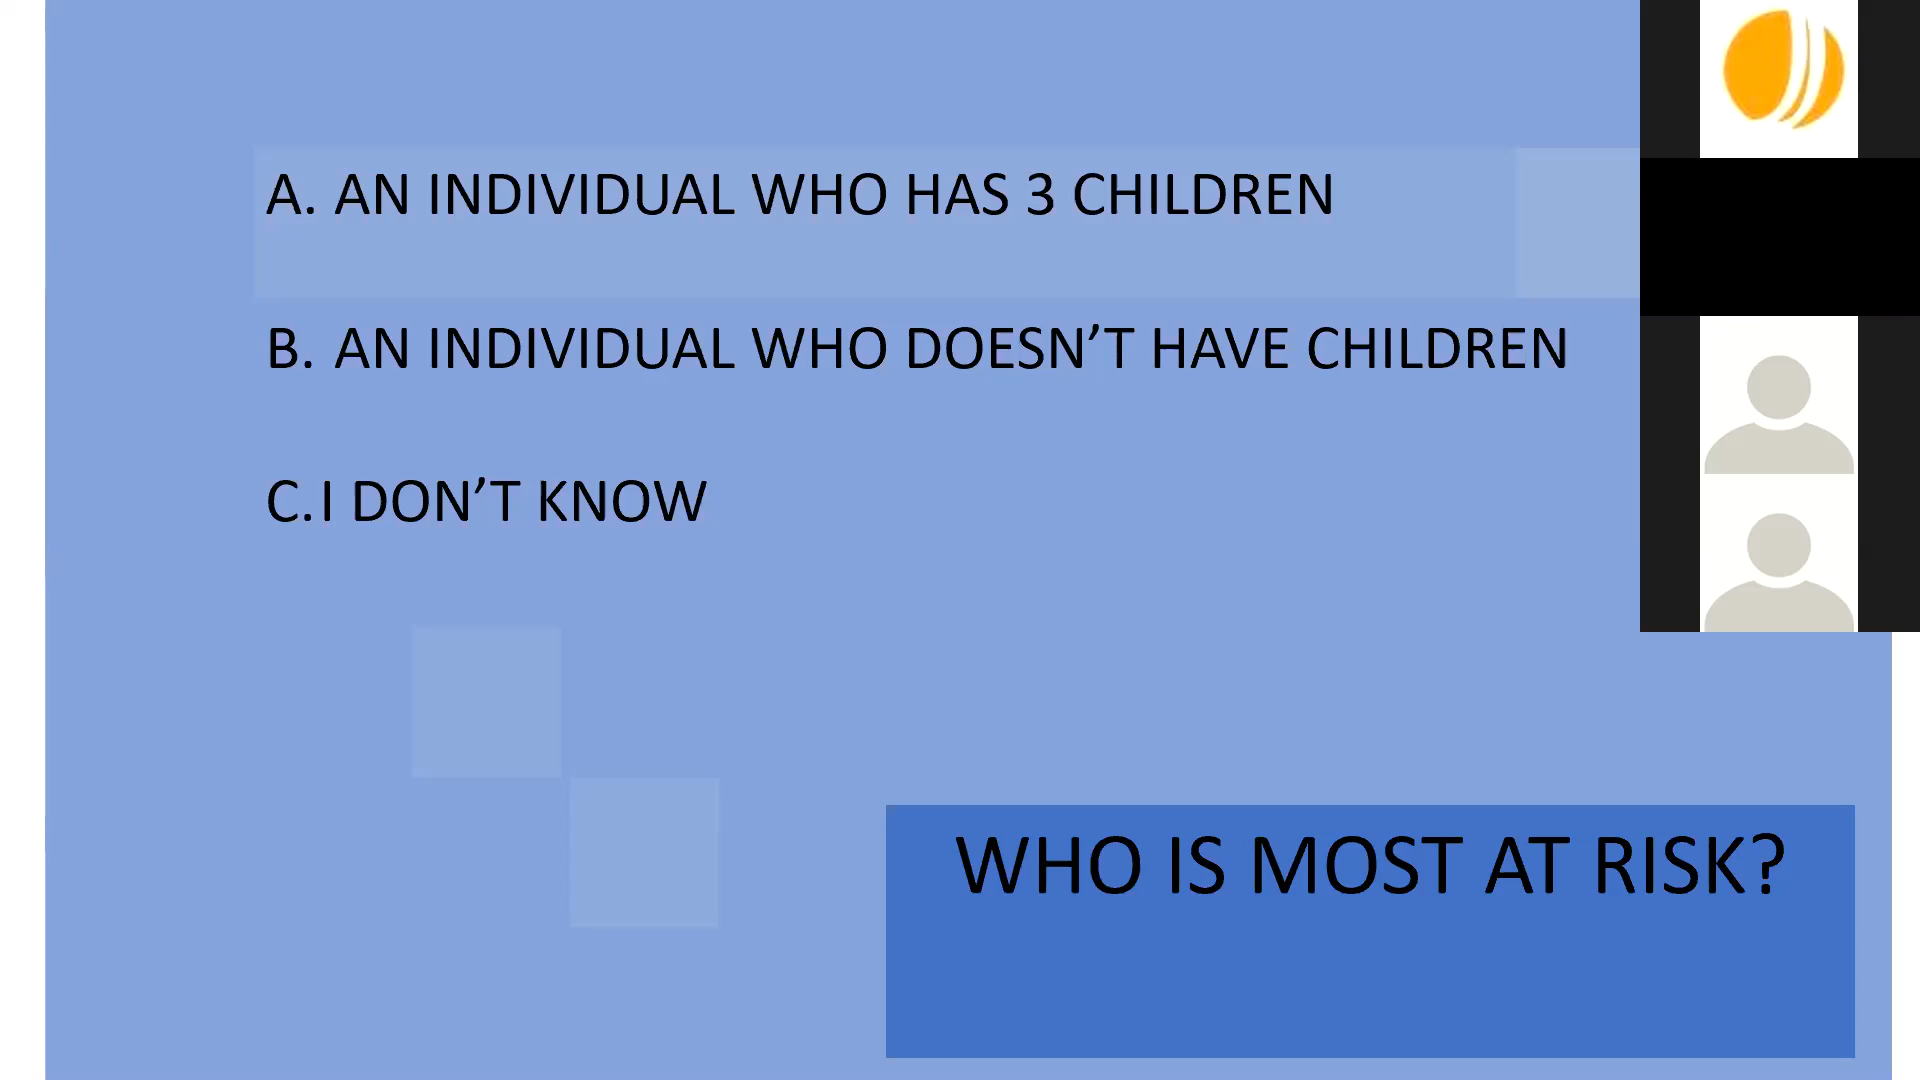 A. AN INDIVIDUAL WHO HAS 3 CHILDREN
B. AN INDIVIDUAL WHO DOESN’T HAVE CHILDREN
C. I DON’T KNOW
WHO IS MOST AT RISK?